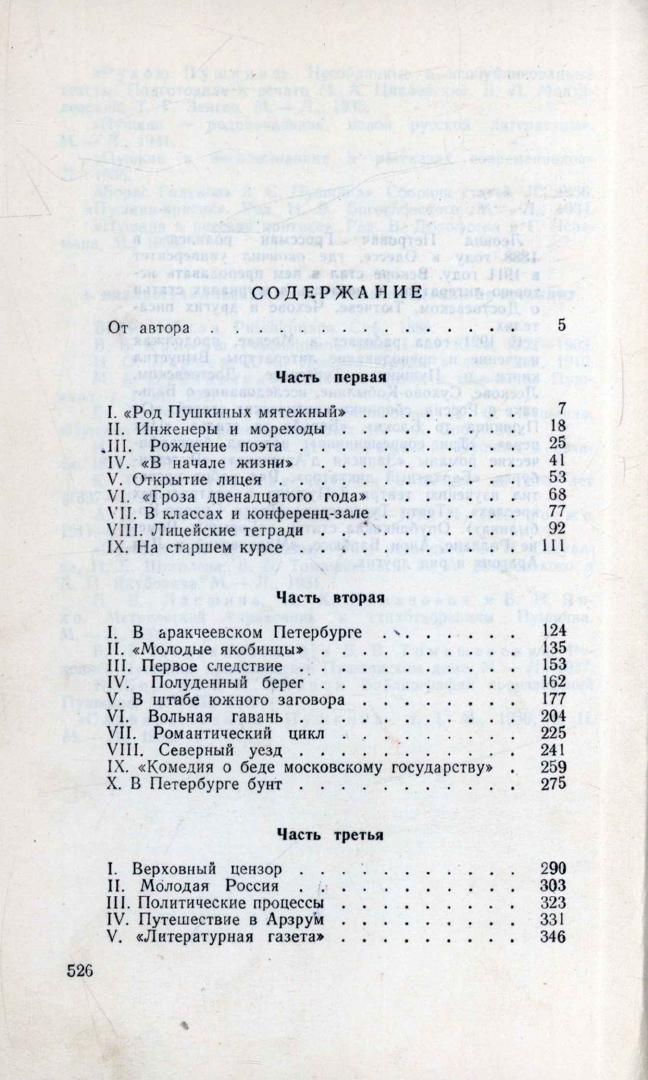 СОДЕРЖАНИЕ
От автора . . . . . . . . . . . . 5
Часть первая
I. «Род Пушкиных мятежный» . . . . . . . 7
II. Инженеры и мореходы . . . . . . . . 18
III. Рождение поэта . . . . . . . . . 25
IV. «В начале жизни» . . . . . . . . . 41
V. Открытие лицея . . . . . . . . . . 53
VI. «Гроза двенадцатого года» . . . . . . . 68
VII. В классах и конференц-зале . . . . . . 77
VIII. Лицейские тетради . . . . . . . . 92
IX. На старшем курсе . . . . . . . . . 111
Часть вторая
I. В аракчеевском Петербурге . . . . . . . 124
II. «Молодые якобинцы» . . . . . . . . 135
III. Первое следствие . . . . . . . . . 153
IV. Полуденный берег . . . . . . . . . 162
V. В штабе южного заговора . . . . . . . 177
VI. Вольная гавань . . . . . . . . . 204
VII. Романтический цикл . . . . . . . . 225
VIII. Северный уезд . . . . . . . . . 241
IX. «Комедия о беде московскому государству» . 259
X. В Петербурге бунт . . . . . . . . . 275
Часть третья
I. Верховный цензор . . . . . . . . . 290
II. Молодая Россия . . . . . . . . . 303
III. Политические процессы . . . . . . . 323
IV. Путешествие в Арзрум . . . . . . . . 331
V. «Литературная газета» . . . . . . . . 346
526